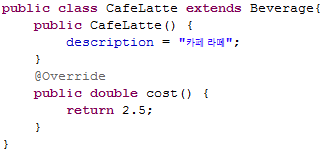 public class CafeLatte extends Beverage{
    public CafeLatte() {
        description = "카페 라떼";
    }
    @Override
    public double cost() {
        return 2.5;
    }
}